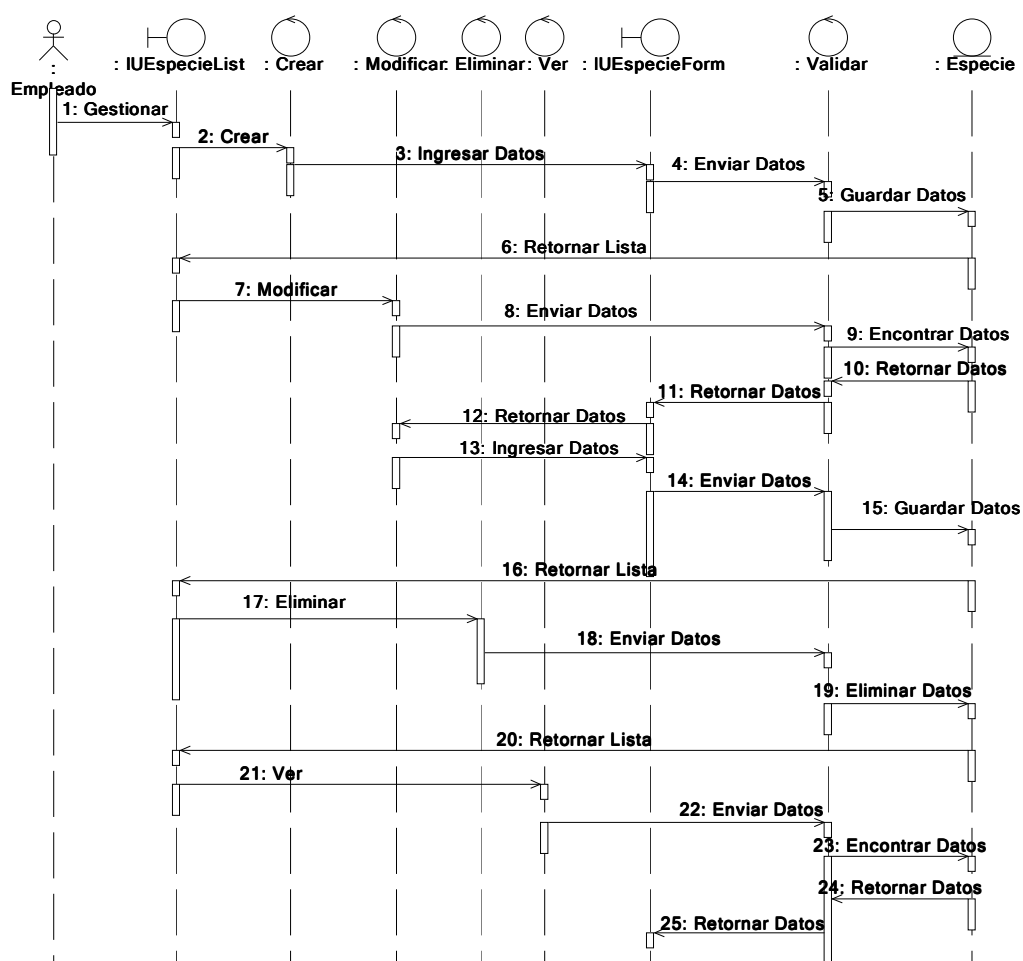 : Empleado
: IUEspecieList
: Crear
: Modificar
: Eliminar
: Ver
: IUEspecieForm
: Validar
: Especie
1: Gestionar
2: Crear
3: Ingresar Datos
4: Enviar Datos
5: Guardar Datos
6: Retornar Lista
7: Modificar
8: Enviar Datos
9: Encontrar Datos
10: Retornar Datos
11: Retornar Datos
12: Retornar Datos
13: Ingresar Datos
14: Enviar Datos
15: Guardar Datos
16: Retornar Lista
17: Eliminar
18: Enviar Datos
19: Eliminar Datos
20: Retornar Lista
21: Ver
22: Enviar Datos
23: Encontrar Datos
24: Retornar Datos
25: Retornar Datos